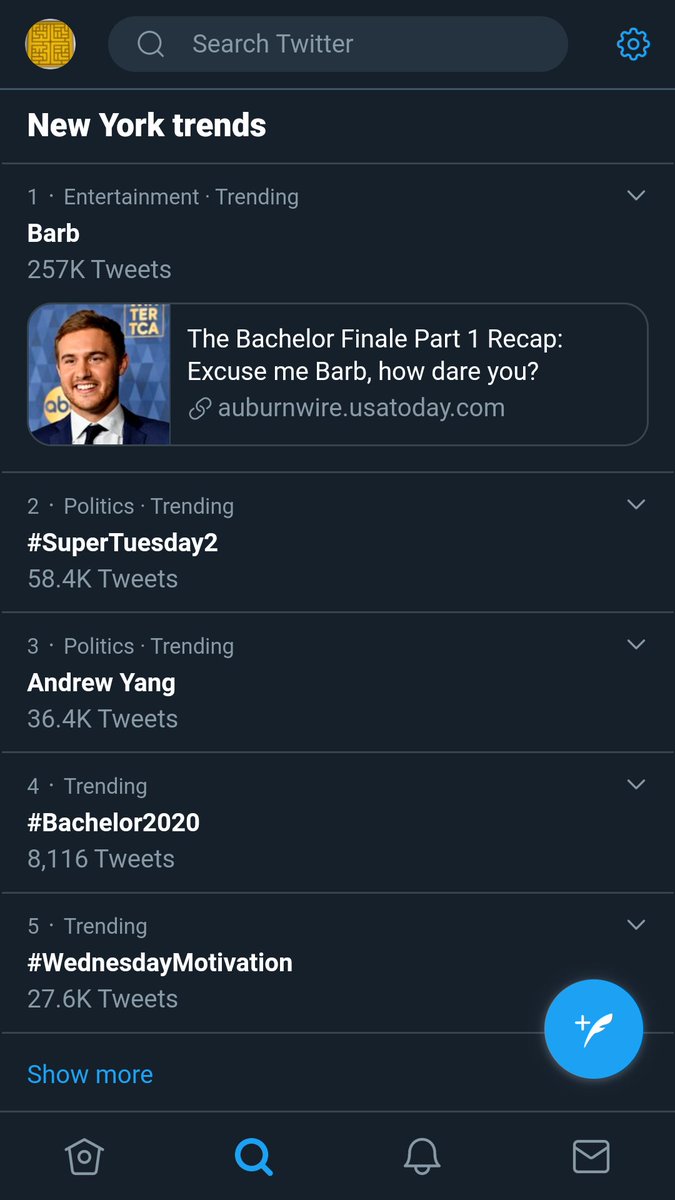 Search Twitter
New York trends
1 · Entertainment · Trending
Barb
257K Tweets
TER
TCA
abc
The Bachelor Finale Part 1 Recap:
Excuse me Barb, how dare you?
auburnwire.usatoday.com
2 · Politics · Trending
#SuperTuesday2
58.4K Tweets
3 · Politics · Trending
Andrew Yang
36.4K Tweets
4 · Trending
#Bachelor2020
8,116 Tweets
5 · Trending
#WednesdayMotivation
27.6K Tweets
Show more